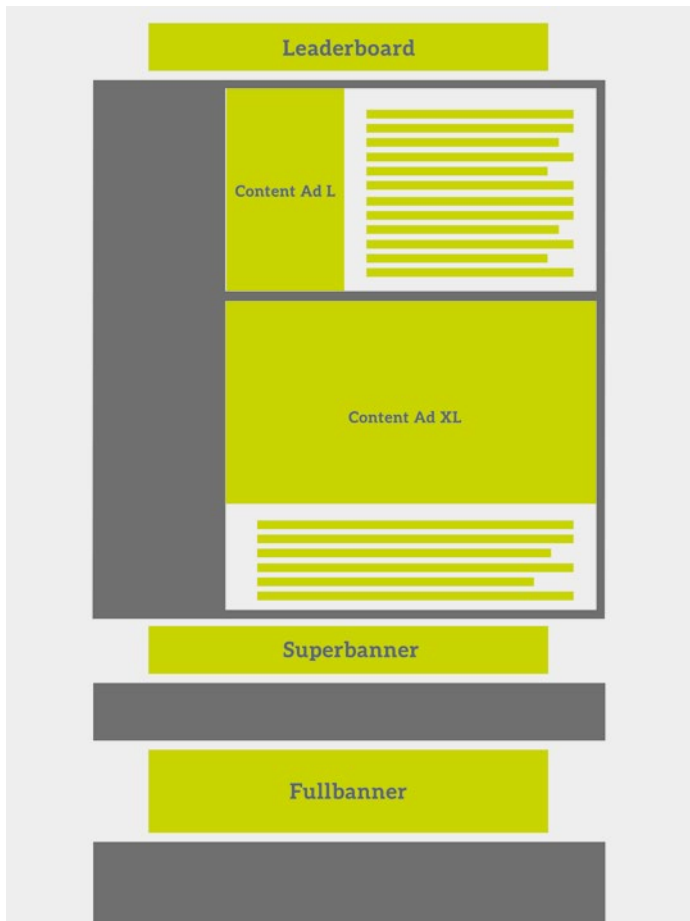 Leaderboard
Content Ad L
Content Ad XL
Superbanner
Fullbanner